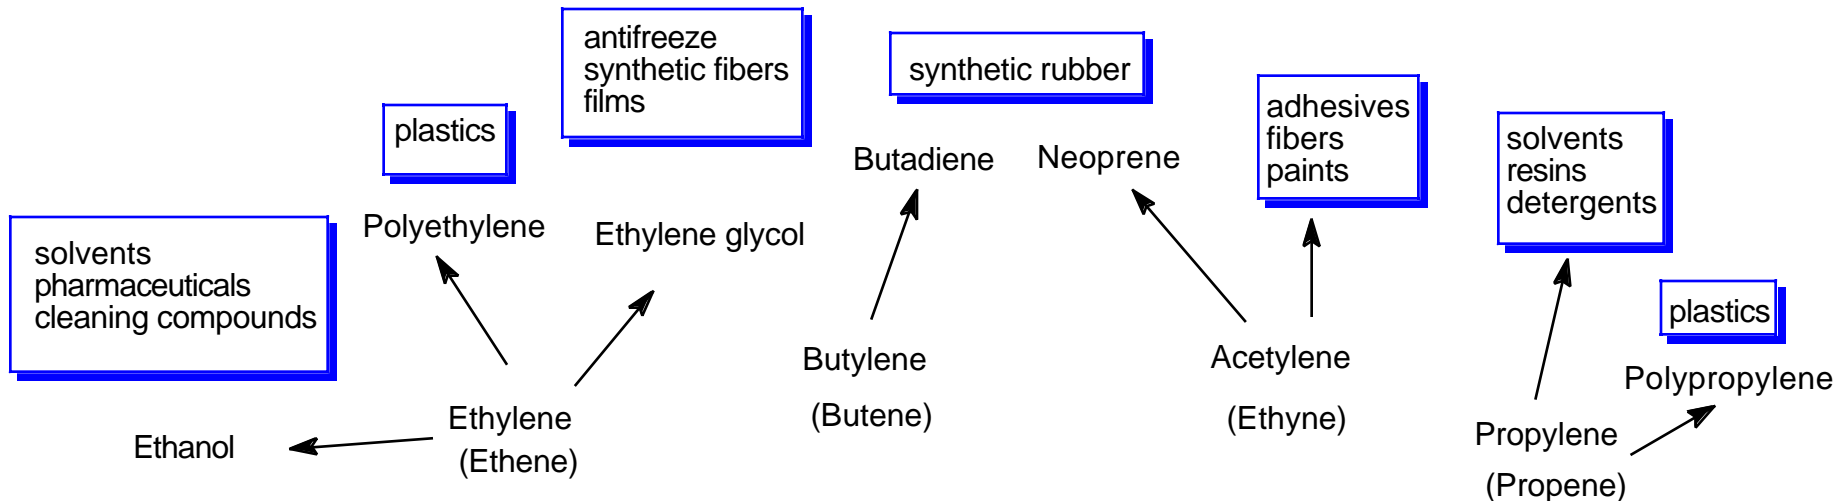 antifreeze
synthetic fibers
films
synthetic rubber
adhesives
fibers
paints
plastics
solvents
resins
detergents
Butadiene
Neoprene
Polyethylene
Ethylene glycol
solvents
pharmaceuticals
cleaning compounds
plastics
Butylene
(Butene)
Acetylene
(Ethyne)
Polypropylene
Ethanol
Ethylene
(Ethene)
Propylene
(Propene)